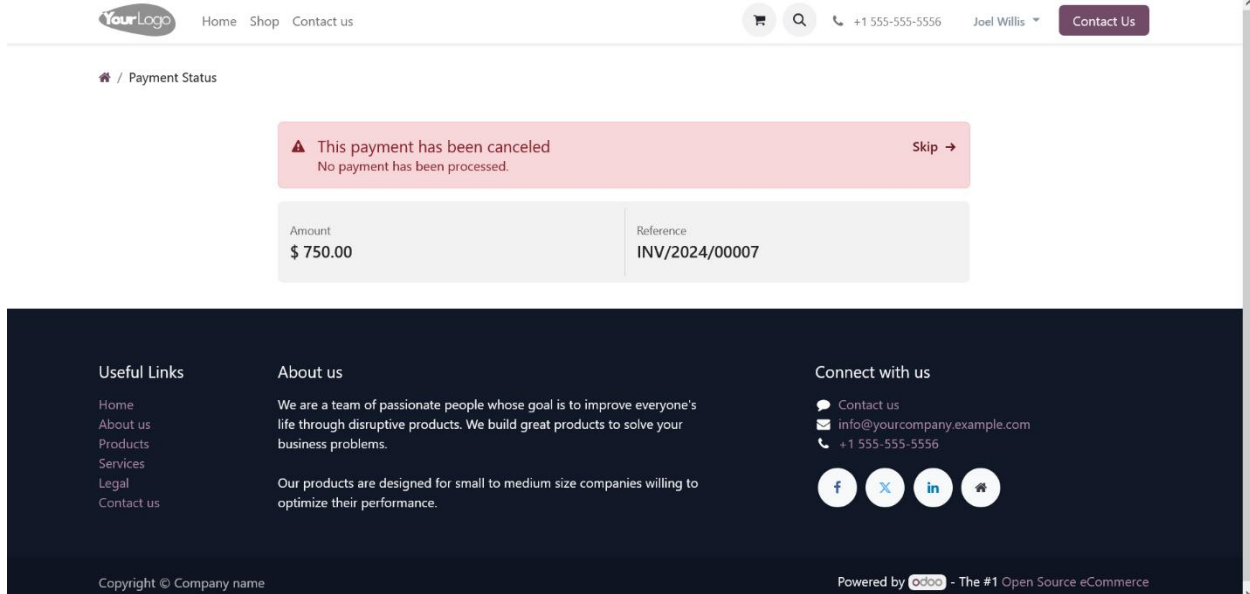 YourLogo Home Shop Contact us +1 555-555-5556 Joel Willis Contact Us
/ Payment Status
This payment has been canceled Skip →
No payment has been processed.
Amount Reference
$ 750.00 INV/2024/00007
Useful Links About us Connect with us
Home We are a team of passionate people whose goal is to improve everyone's Contact us
About us life through disruptive products. We build great products to solve your info@yourcompany.example.com
Products business problems. +1 555-555-5556
Services
Legal Our products are designed for small to medium size companies willing to
Contact us optimize their performance.
Copyright © Company name Powered by odoo - The #1 Open Source eCommerce